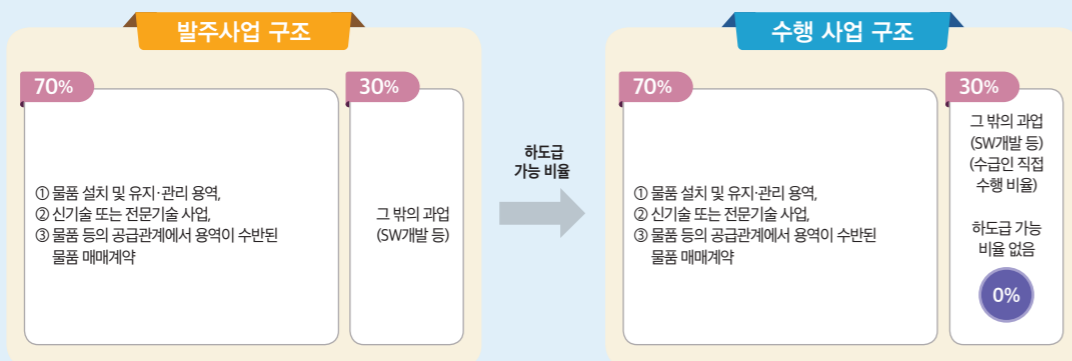 발주사업 구조
70%
30%
① 물품 설치 및 유지·관리 용역,
② 신기술 또는 전문기술 사업,
③ 물품 등의 공급관계에서 용역이 수반된
물품 매매계약
그 밖의 과업
(SW개발 등)
하도급
가능 비율
수행 사업 구조
70%
30%
① 물품 설치 및 유지·관리 용역,
② 신기술 또는 전문기술 사업,
③ 물품 등의 공급관계에서 용역이 수반된
물품 매매계약
그 밖의 과업
(SW개발 등)
(수급인 직접
수행 비율)
하도급 가능
비율 없음
0%